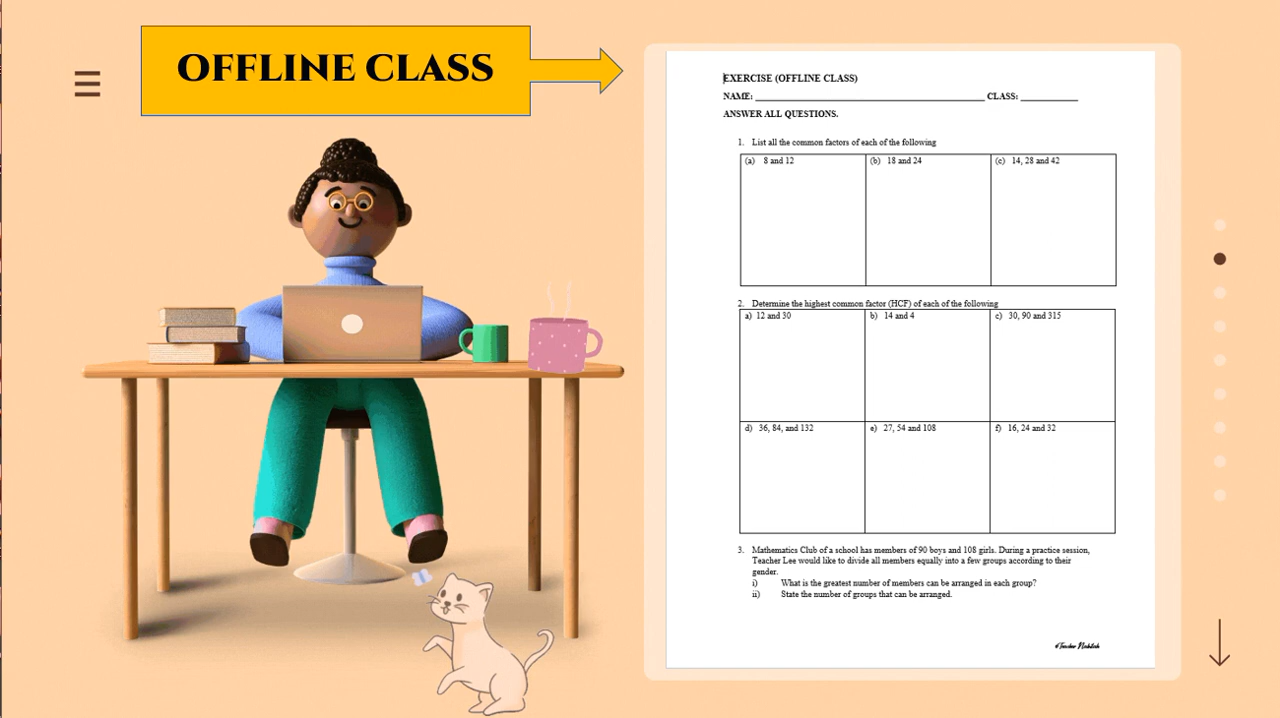 OFFLINE CLASS
EXERCISE (OFFLINE CLASS)
NAME: ______ CLASS: ______
ANSWER ALL QUESTIONS.
1. List all the common factors of each of the following
(a) 8 and 12 (b) 18 and 24 (c) 14, 28 and 42
2. Determine the highest common factor (HCF) of each of the following
a) 12 and 30 b) 14 and 4 c) 30, 90 and 315
d) 36, 84, and 132 e) 27, 54 and 108 f) 16, 24 and 32
3. Mathematics Club of a school has members of 90 boys and 108 girls. During a practice session,
Teacher Lee would like to divide all members equally into a few groups according to their
gender.
i) What is the greatest number of members can be arranged in each group?
ii) State the number of groups that can be arranged.